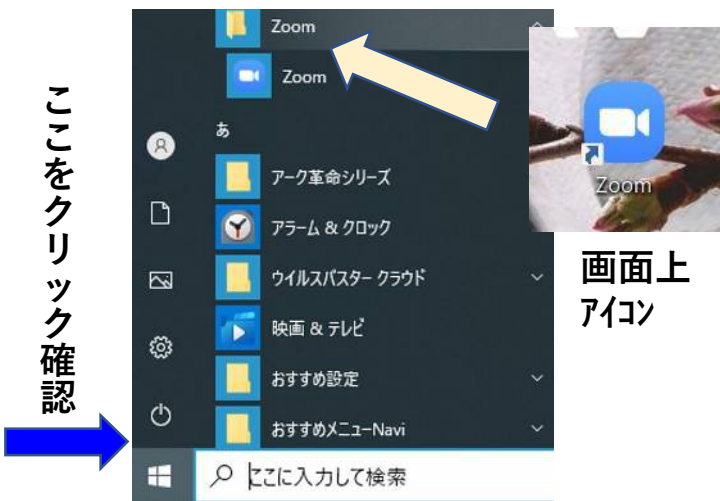 ここをクリック確認
Zoom
Zoom
あ
アーク革命シリーズ
アラーム & クロック
ウイルスバスター クラウド
映画 & テレビ
おすすめ設定
おすすめメニューNavi
ここに入力して検索
Zoom
画面上
アイコン